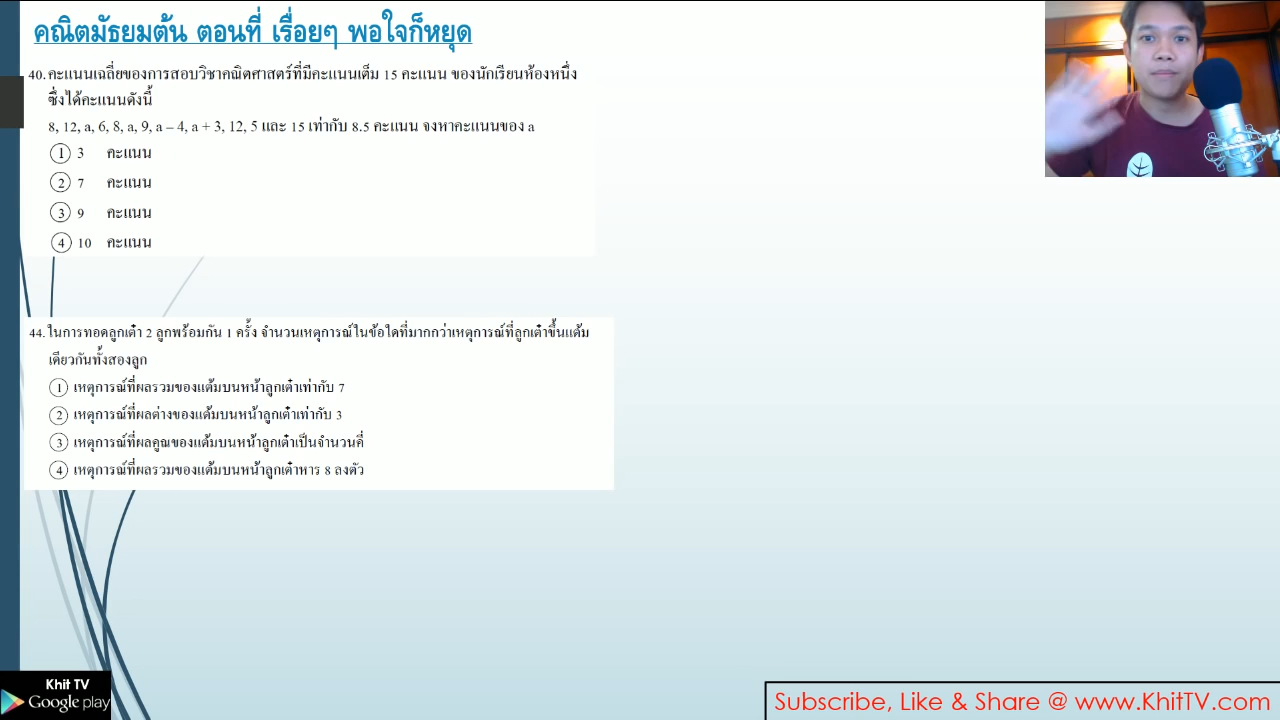 คณิตมัธยมต้น ตอนที่ เรื่อยๆ พอใจก็หยุด
40. คะแนนเฉลี่ยของการสอบวิชาคณิตศาสตร์ที่มีคะแนนเต็ม 15 คะแนน ของนักเรียนห้องหนึ่ง
ซึ่งได้คะแนนดังนี้
8, 12, a, 6, 8, a, 9, a – 4, a + 3, 12, 5 และ 15 เท่ากับ 8.5 คะแนน จงหาคะแนนของ a
1 3 คะแนน
2 7 คะแนน
3 9 คะแนน
4 10 คะแนน
44. ในการทอดลูกเต๋า 2 ลูกพร้อมกัน 1 ครั้ง จำนวนเหตุการณ์ในข้อใดที่มากกว่าเหตุการณ์ที่ลูกเต๋าขึ้นแต้ม
เดียวกันทั้งสองลูก
1 เหตุการณ์ที่ผลรวมของแต้มบนหน้าลูกเต๋าเท่ากับ 7
2 เหตุการณ์ที่ผลต่างของแต้มบนหน้าลูกเต๋าเท่ากับ 3
3 เหตุการณ์ที่ผลคูณของแต้มบนหน้าลูกเต๋าเป็นจำนวนคี่
4 เหตุการณ์ที่ผลรวมของแต้มบนหน้าลูกเต๋าหาร 8 ลงตัว
Khit TV
Google play
Subscribe, Like & Share @ www.KhitTV.com